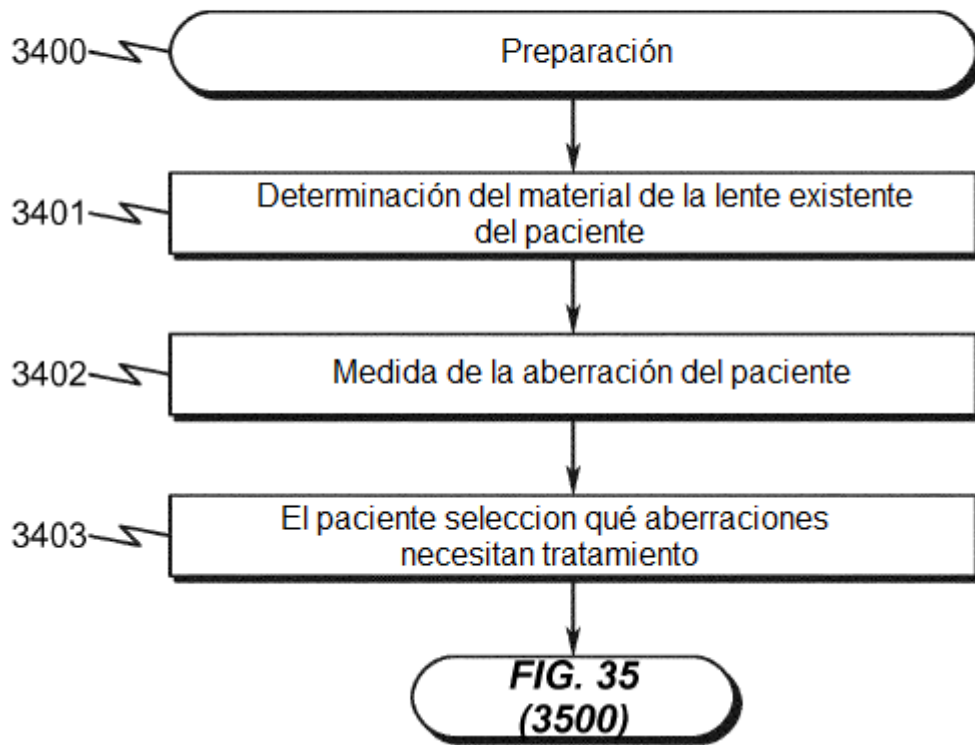 3400
Preparación
3401
Determinación del material de la lente existente
del paciente
3402
Medida de la aberración del paciente
3403
El paciente seleccion qué aberraciones
necesitan tratamiento
FIG. 35
(3500)